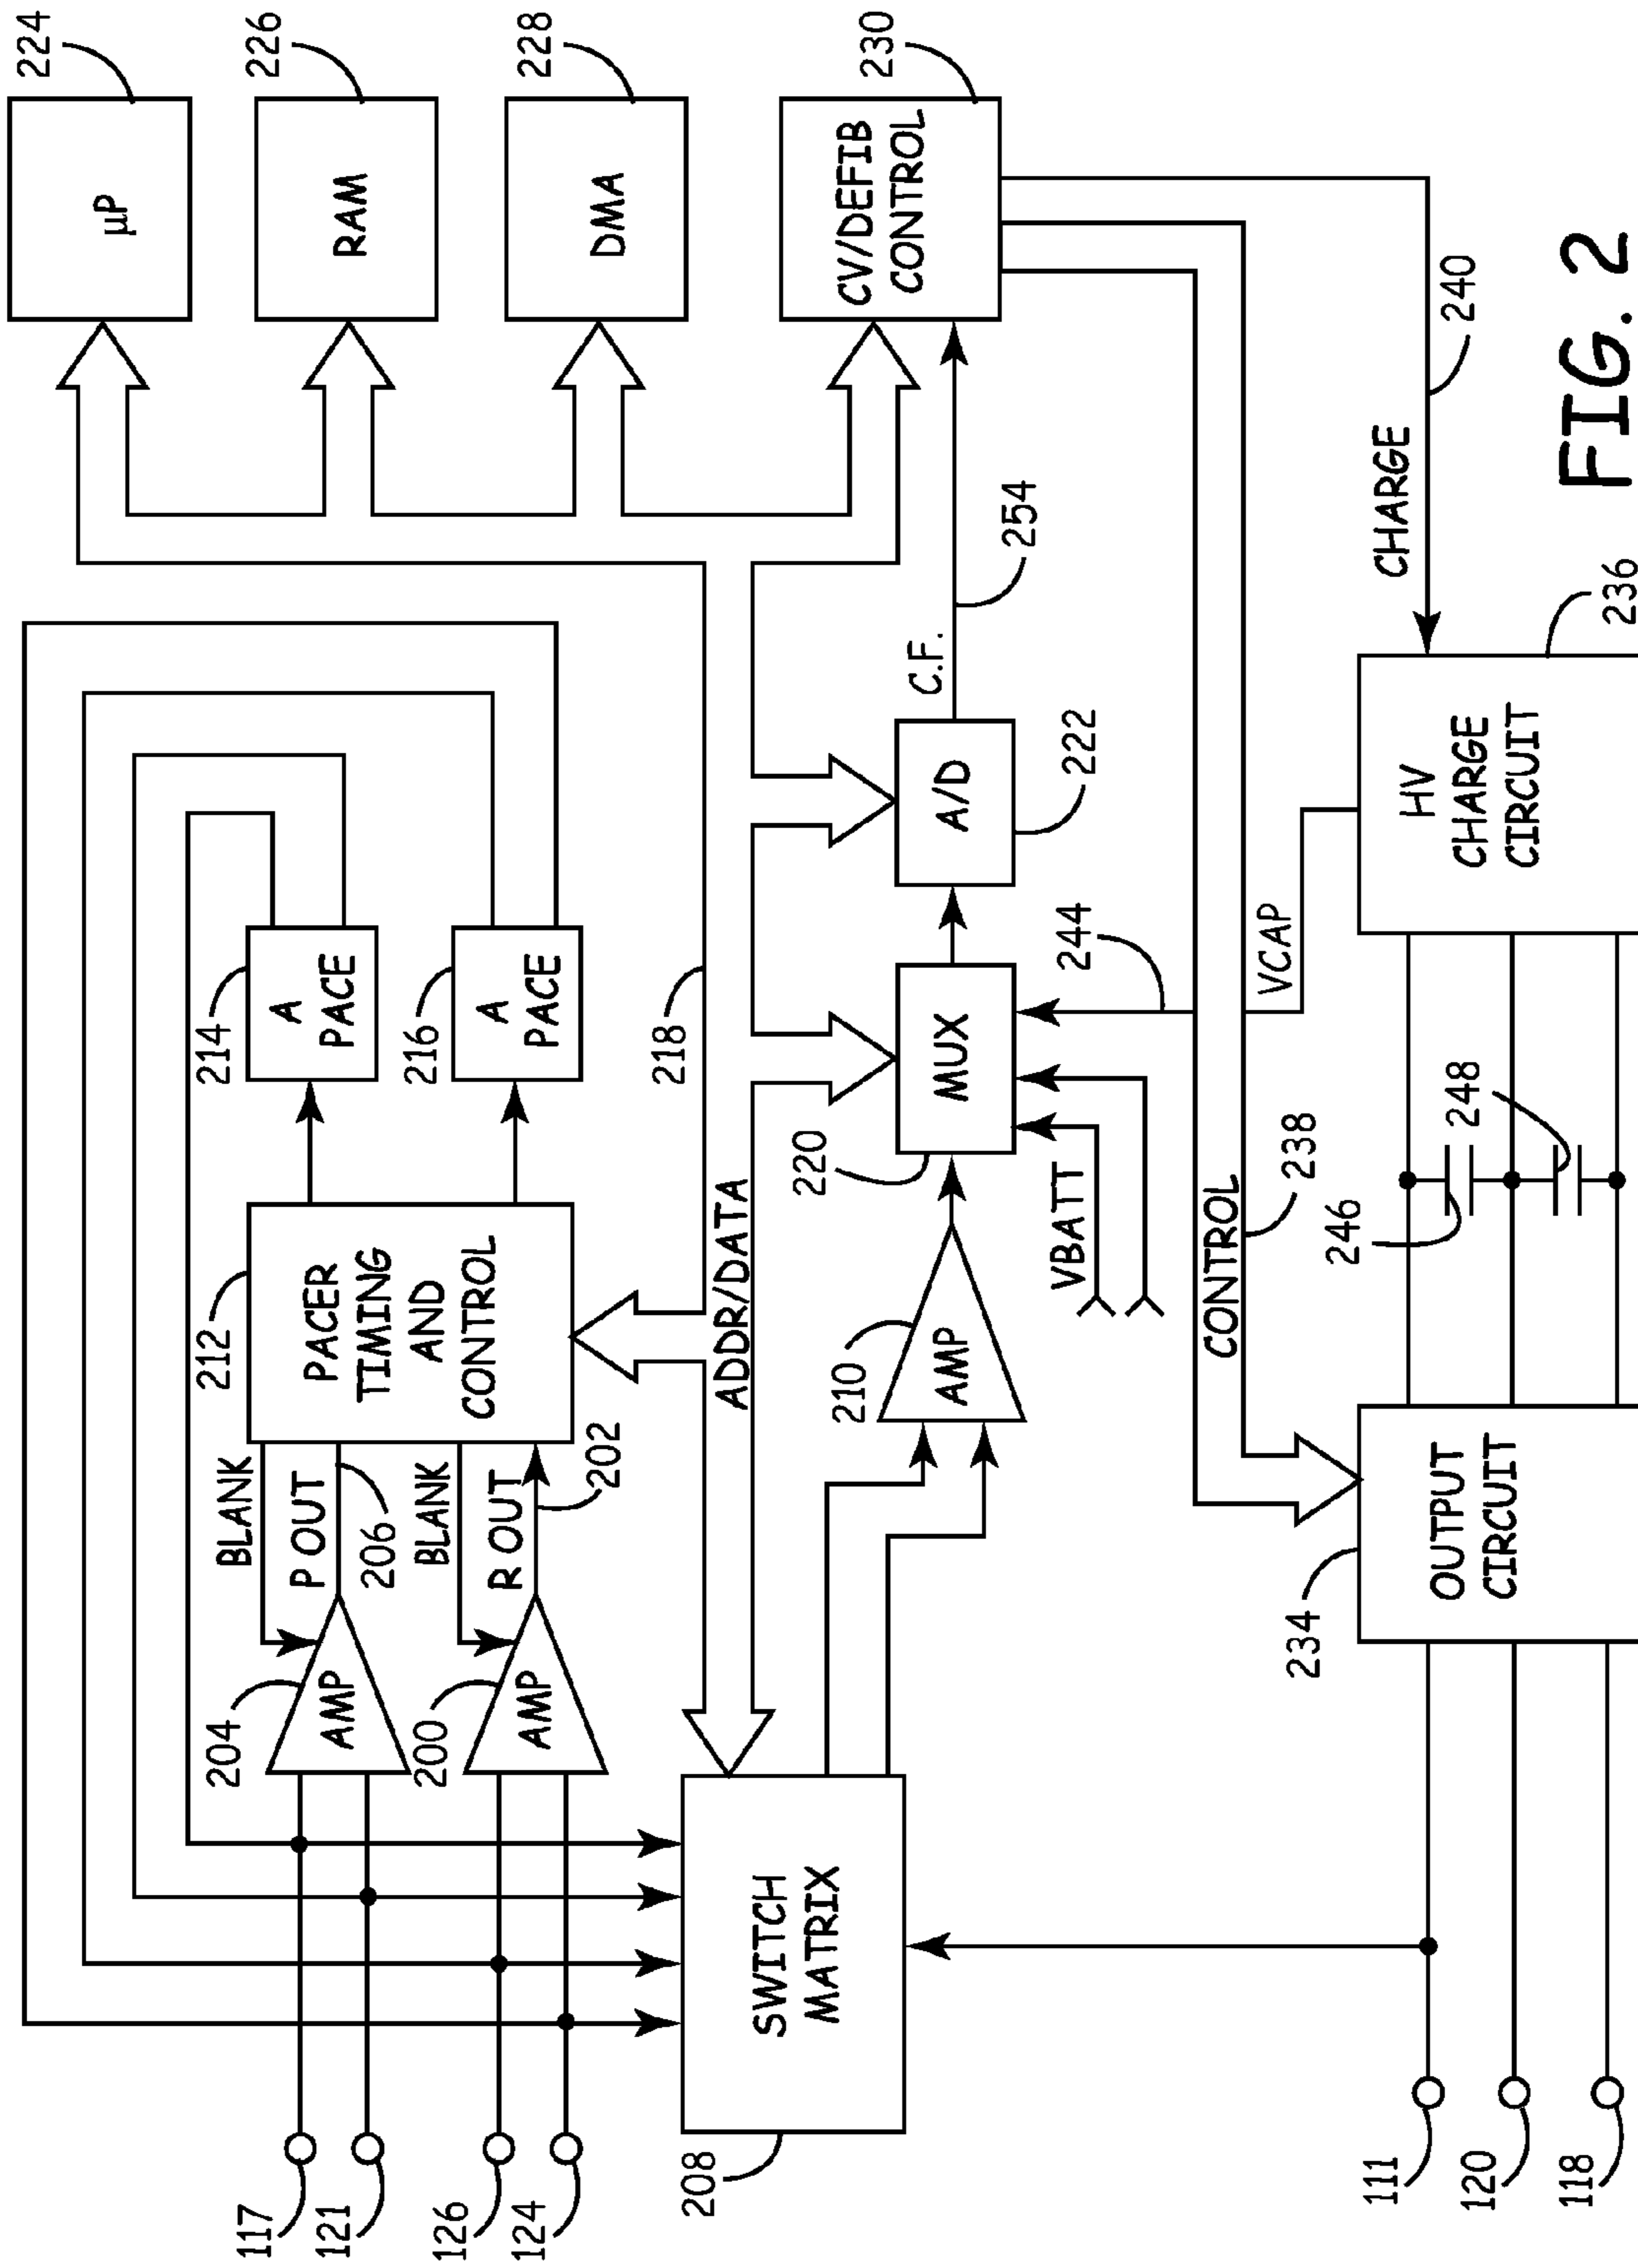 224
μP
226
RAM
228
DMA
230
CV/DEFIB
CONTROL
214
A
PACE
216
A
PACE
218
212
PACER
TIMING
AND
CONTROL
BLANK
P OUT
206
BLANK
R OUT
202
204
AMP
200
AMP
117
121
126
124
208
SWITCH
MATRIX
ADDR/DATA
210
AMP
220
MUX
VBATT
244
A/D
222
C.F.
254
CONTROL
238
VCAP
CHARGE
240
HV
CHARGE
CIRCUIT
236
246
248
234
OUTPUT
CIRCUIT
111
120
118
FIG. 2